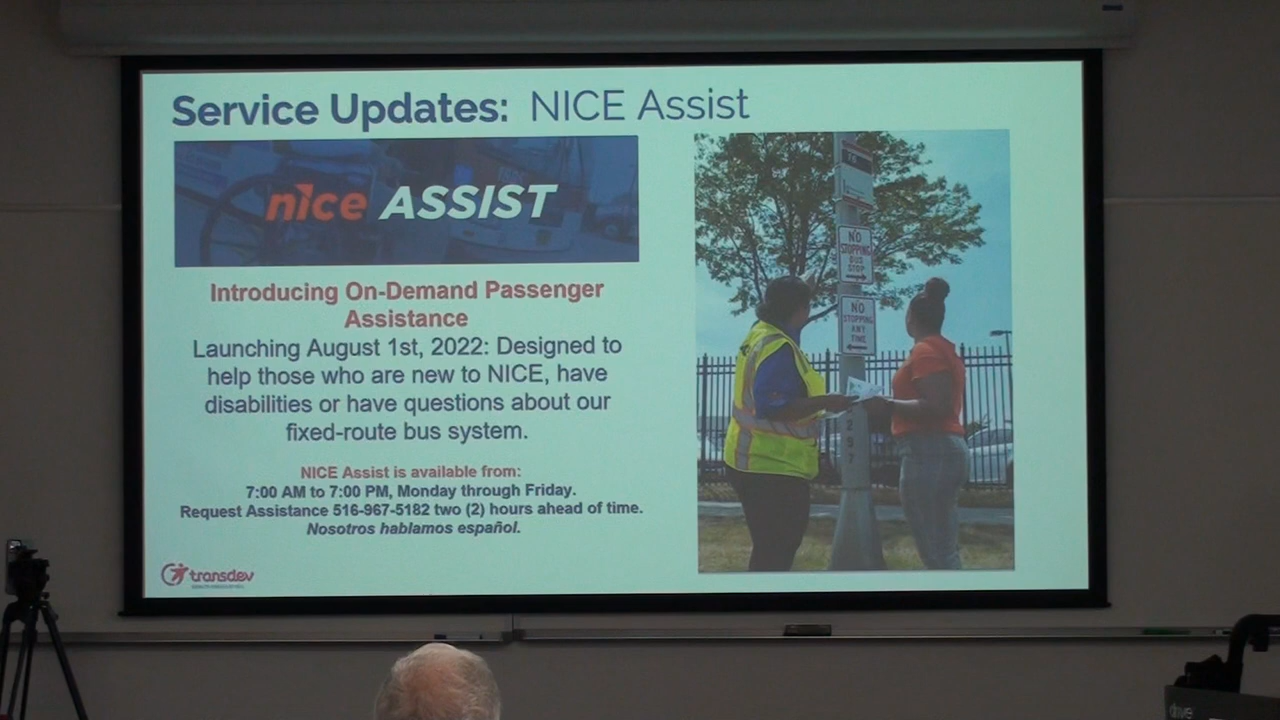 Service Updates: NICE Assist
nice ASSIST
Introducing On-Demand Passenger
Assistance
Launching August 1st, 2022: Designed to
help those who are new to NICE, have
disabilities or have questions about our
fixed-route bus system.
NICE Assist is available from:
7:00 AM to 7:00 PM, Monday through Friday.
Request Assistance 516-967-5182 two (2) hours ahead of time.
Nosotros hablamos español.
transdev
NO
STOPPING
BUS
STOP
NO
STOPPING
ANY
TIME
297